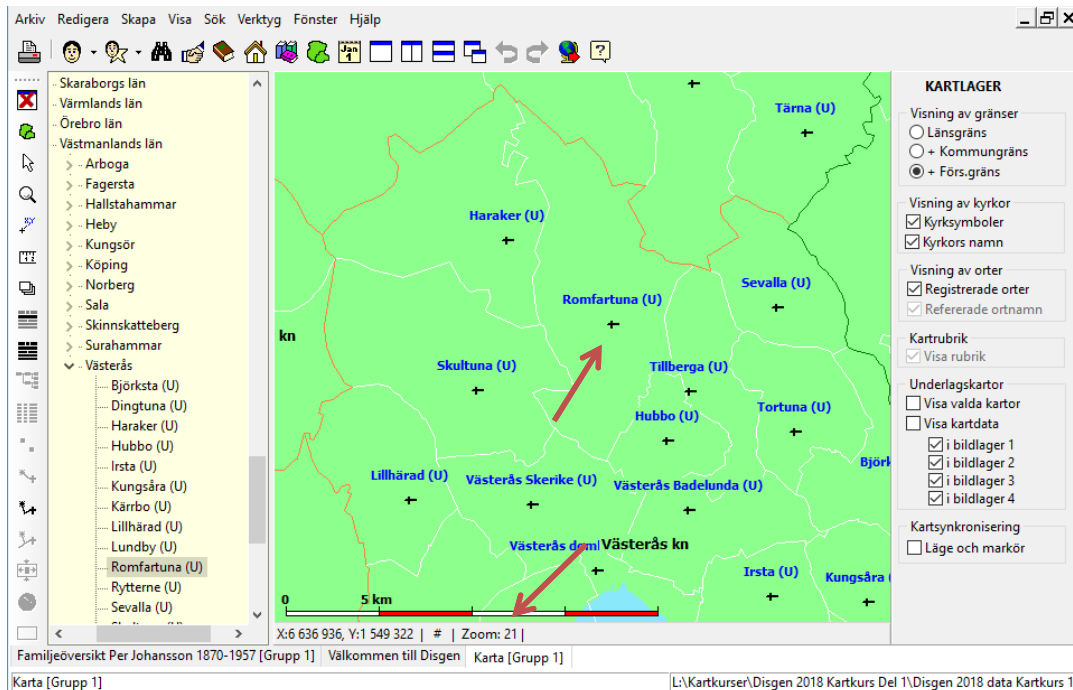 Arkiv Redigera Skapa Visa Sök Verktyg Fönster Hjälp
Jan
1
Skaraborgs län
Värmlands län
Örebro län
Västmanlands län
Arboga
Fagersta
Hallstahammar
Heby
Kungsör
Köping
Norberg
Sala
Skinnskatteberg
Surahammar
Västerås
Björksta (U)
Dingtuna (U)
Haraker (U)
Hubbo (U)
Irsta (U)
Kungsåra (U)
Kärrbo (U)
Lillhärad (U)
Lundby (U)
Romfartuna (U)
Rytterne (U)
Sevalla (U)
Tärna (U)
Haraker (U)
Sevalla (U)
Romfartuna (U)
kn
Skultuna (U)
Tillberga (U)
Hubbo (U)
Tortuna (U)
Björk
Lillhärad (U)
Västerås Skerike (U)
Västerås Badelunda (U)
Västerås doml
Västerås kn
Irsta (U)
Kungsåra (
0 5 km
X:6 636 936, Y:1 549 322 | # | Zoom: 21 |
KARTLAGER
Visning av gränser
Länsgräns
+ Kommungräns
+ Förs.gräns
Visning av kyrkor
Kyrksymboler
Kyrkors namn
Visning av orter
Registrerade orter
Refererade ortnamn
Kartrubrik
Visa rubrik
Underlagskartor
Visa valda kartor
Visa kartdata
i bildlager 1
i bildlager 2
i bildlager 3
i bildlager 4
Kartsynkronisering
Läge och markör
Familjeöversikt Per Johansson 1870-1957 [Grupp 1] Välkommen till Disgen Karta [Grupp 1]
Karta [Grupp 1] L:\Kartkurser\Disgen 2018 Kartkurs Del 1\Disgen 2018 data Kartkurs 1